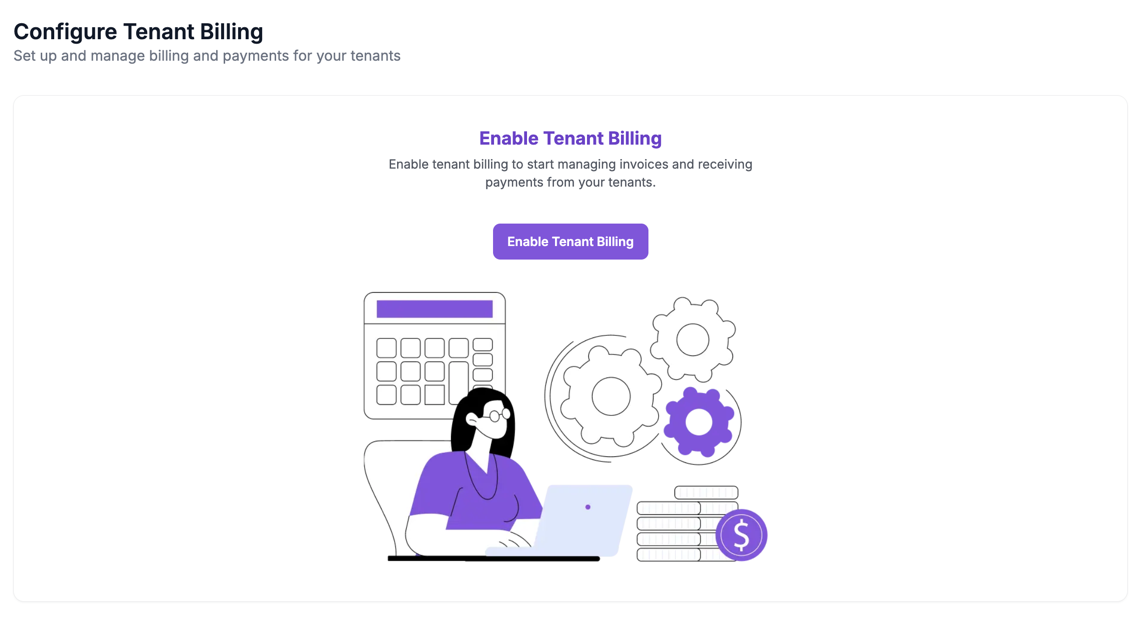 Configure Tenant Billing
Set up and manage billing and payments for your tenants
Enable Tenant Billing
Enable tenant billing to start managing invoices and receiving
payments from your tenants.
Enable Tenant Billing
$